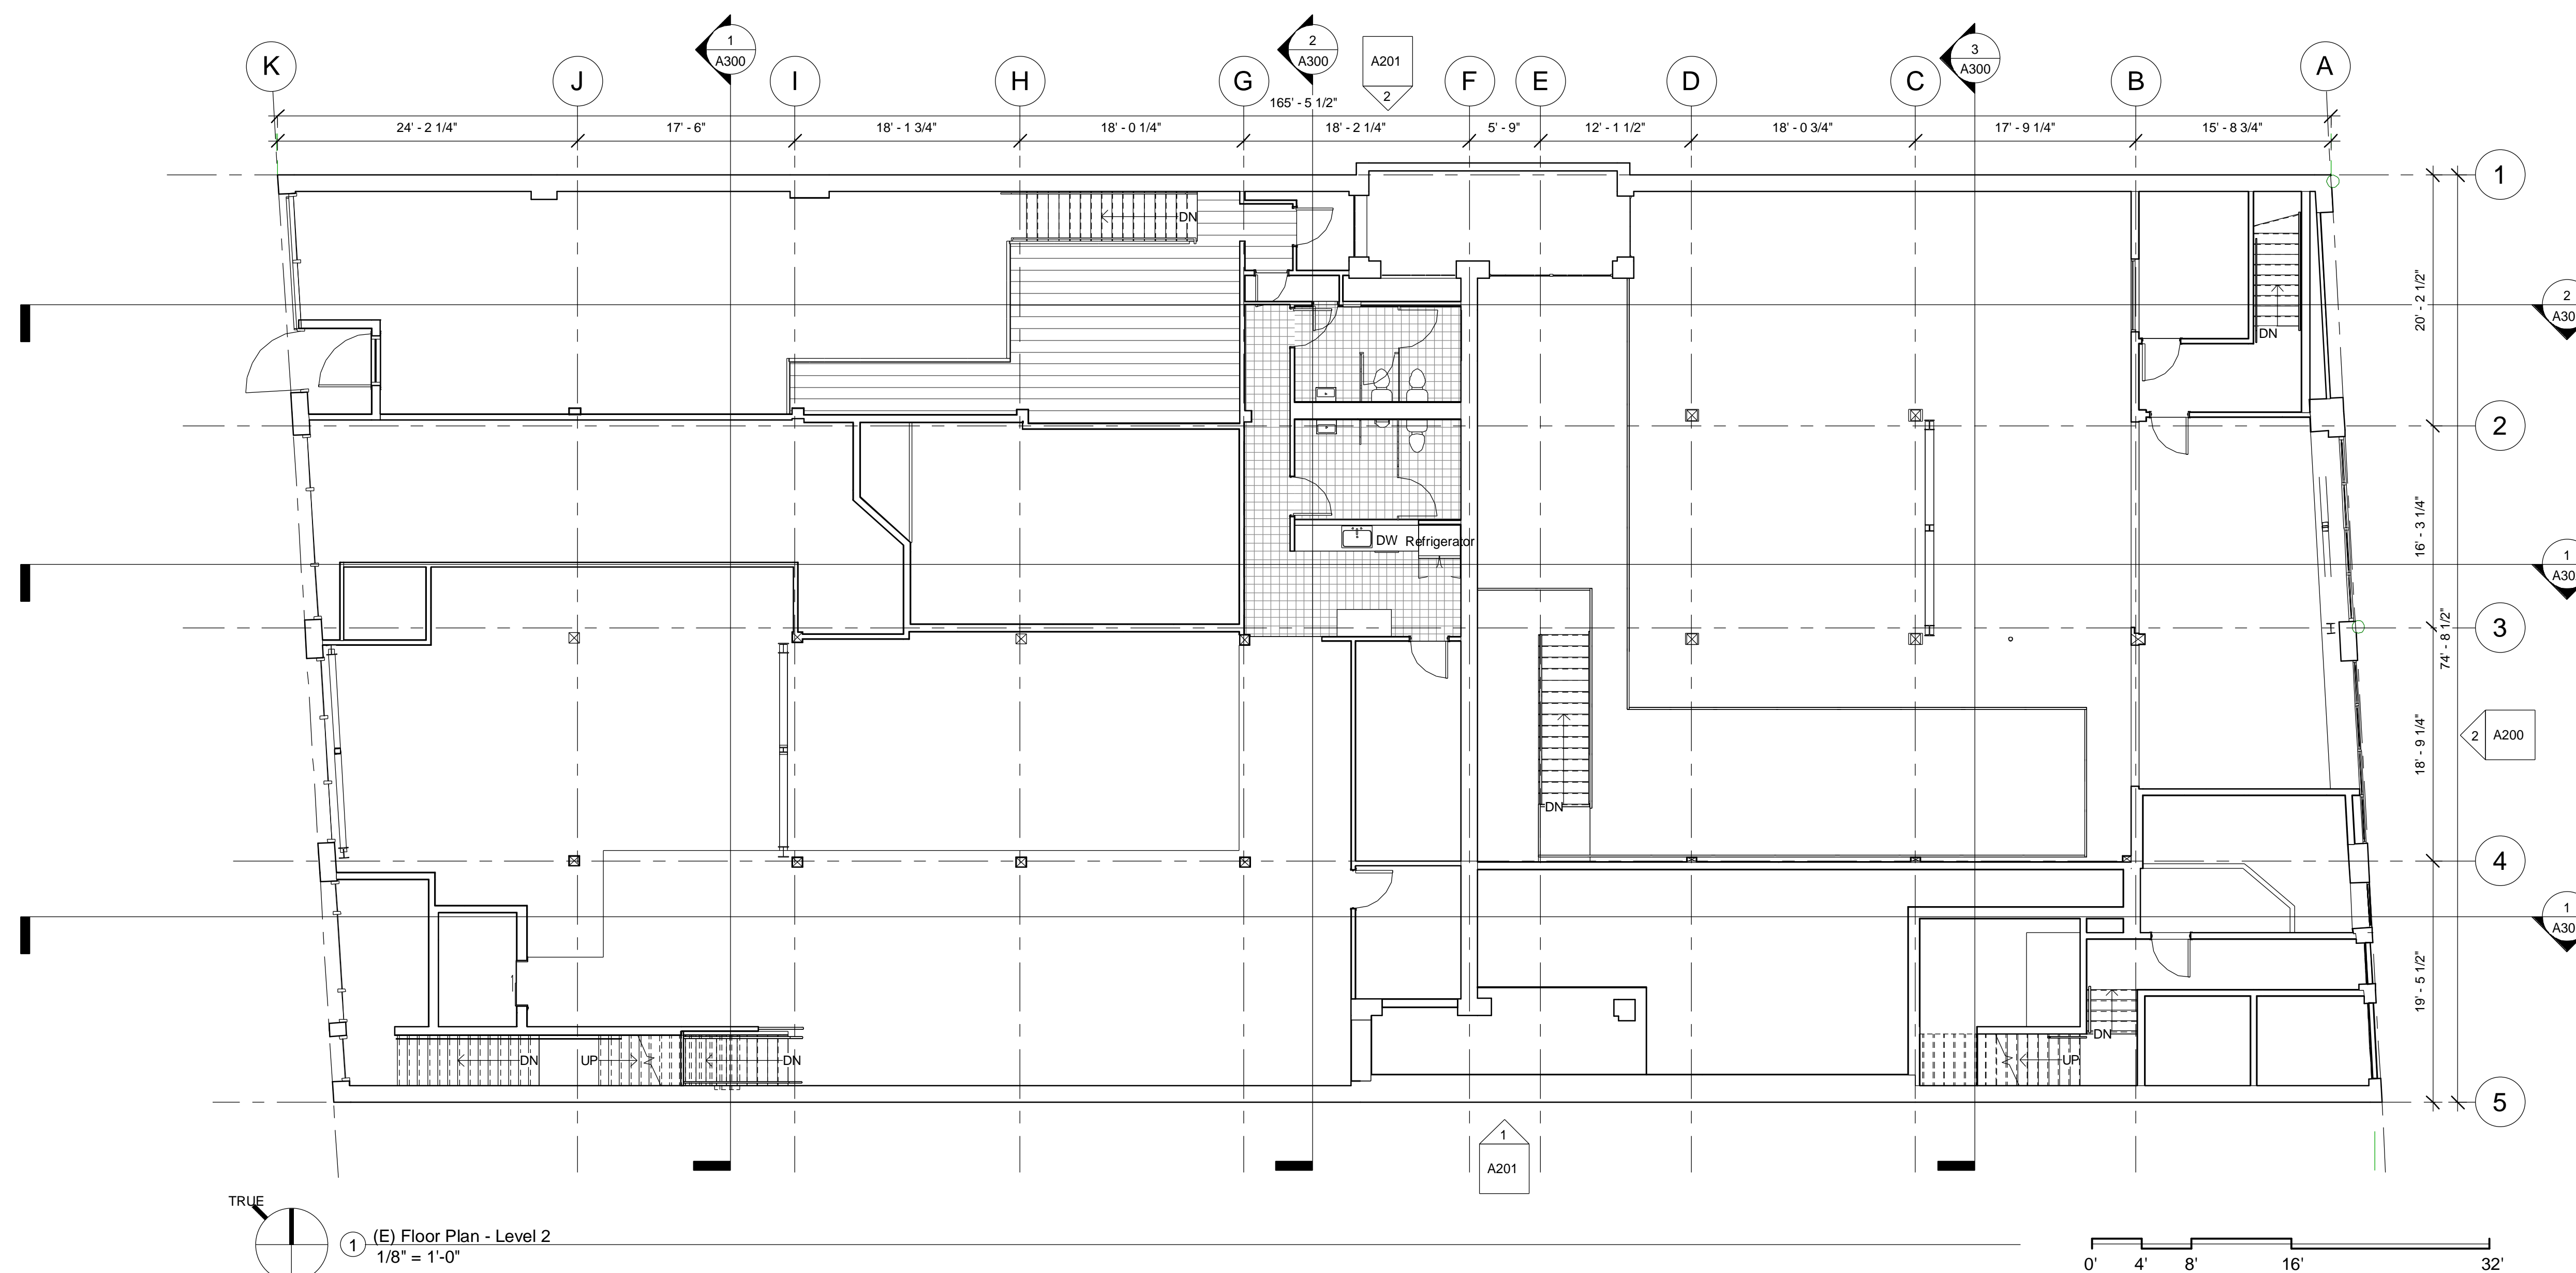 1
A300
2
A300
A201
2
3
A300
K
J
I
H
G
F
E
D
C
B
A
165' - 5 1/2"
24' - 2 1/4"
17' - 6"
18' - 1 3/4"
18' - 0 1/4"
18' - 2 1/4"
5' - 9"
12' - 1 1/2"
18' - 0 3/4"
17' - 9 1/4"
15' - 8 3/4"
1
DN
20' - 2 1/2"
2
A30
DN
2
16' - 3 1/4"
DW
Refrigerator
1
A30
3
74' - 8 1/2"
18' - 9 1/4"
2
A200
DN
4
1
A30
19' - 5 1/2"
DN
DN
UP
DN
UP
5
1
A201
TRUE
1
(E) Floor Plan - Level 2
1/8" = 1'-0"
0'
4'
8'
16'
32'